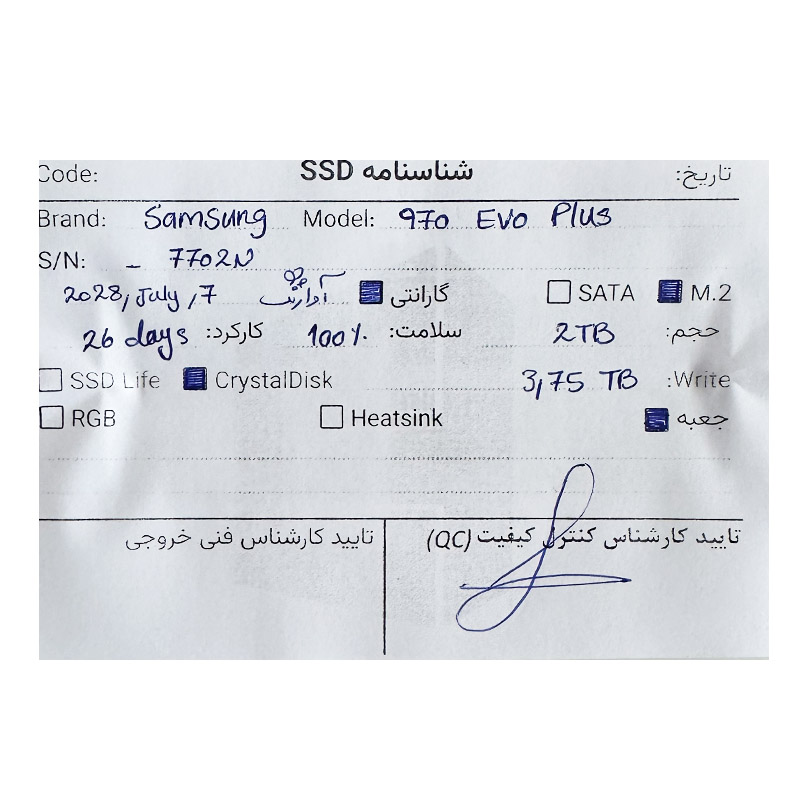 Code: شناسنامه SSD تاریخ:
Brand: Samsung Model: 970 Evo Plus
S/N: - 7702N
M.2 SATA گارانتی آواژنگ 2028, July, 7
حجم: 2TB سلامت: 100% کارکرد: 26 days
Write: 3,75 TB CrystalDisk SSD Life
جعبه Heatsink RGB
تایید کارشناس کنترل کیفیت (QC) تایید کارشناس فنی خروجی